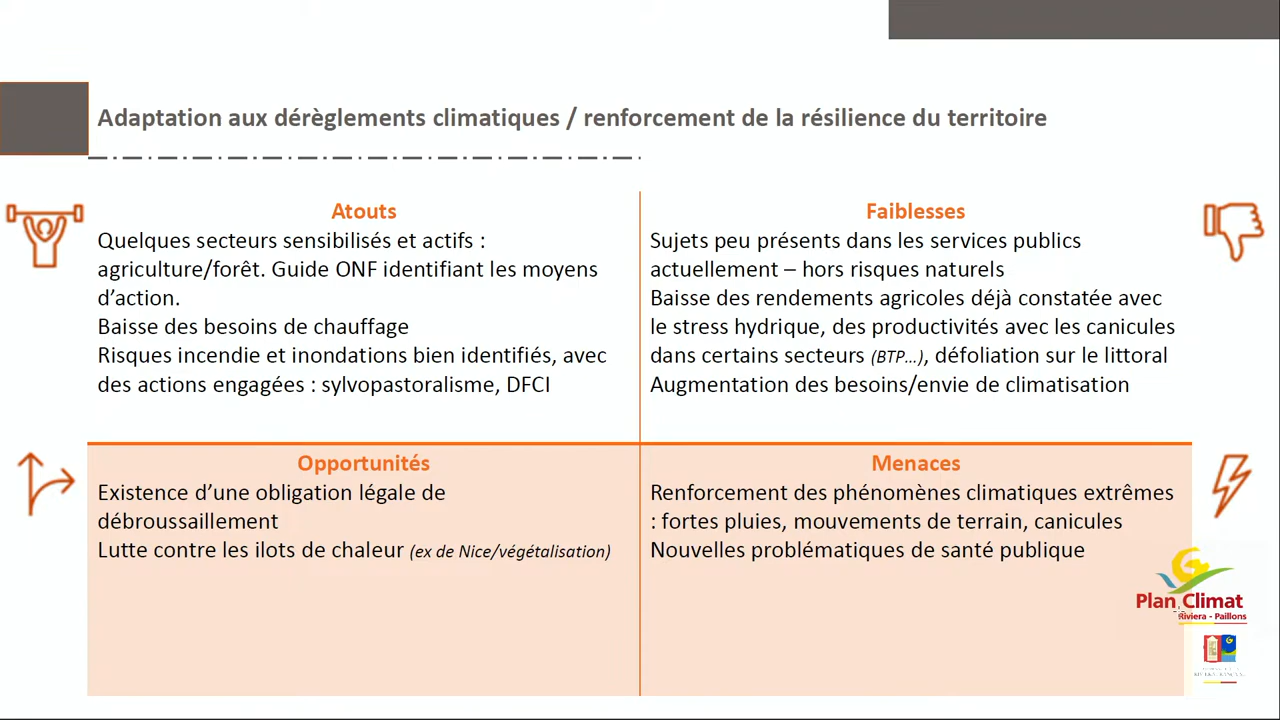 Adaptation aux dérèglements climatiques / renforcement de la résilience du territoire
Atouts
Quelques secteurs sensibilisés et actifs :
agriculture/forêt. Guide ONF identifiant les moyens
d’action.
Baisse des besoins de chauffage
Risques incendie et inondations bien identifiés, avec
des actions engagées : sylvopastoralisme, DFCI
Faiblesses
Sujets peu présents dans les services publics
actuellement – hors risques naturels
Baisse des rendements agricoles déjà constatée avec
le stress hydrique, des productivités avec les canicules
dans certains secteurs (BTP…), défoliation sur le littoral
Augmentation des besoins/envie de climatisation
Opportunités
Existence d’une obligation légale de
débroussaillement
Lutte contre les ilots de chaleur (ex de Nice/végétalisation)
Menaces
Renforcement des phénomènes climatiques extrêmes
: fortes pluies, mouvements de terrain, canicules
Nouvelles problématiques de santé publique
Plan Climat
Riviera - Paillons